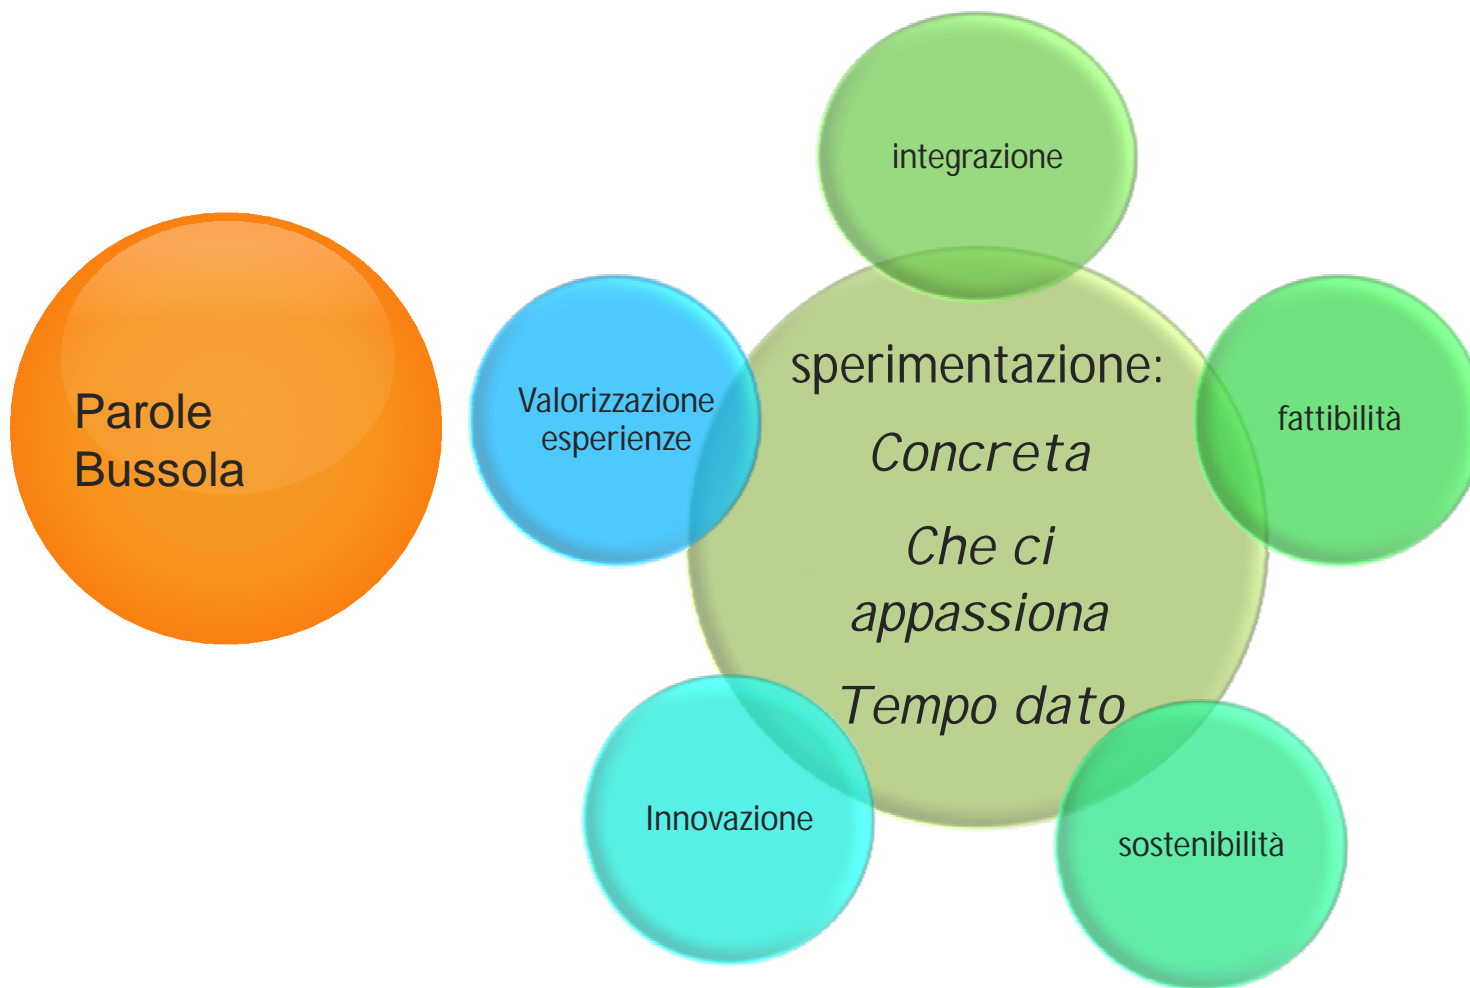 Parole
Bussola
integrazione
Valorizzazione
esperienze
sperimentazione:
Concreta
Che ci
appassiona
Tempo dato
fattibilità
Innovazione
sostenibilità